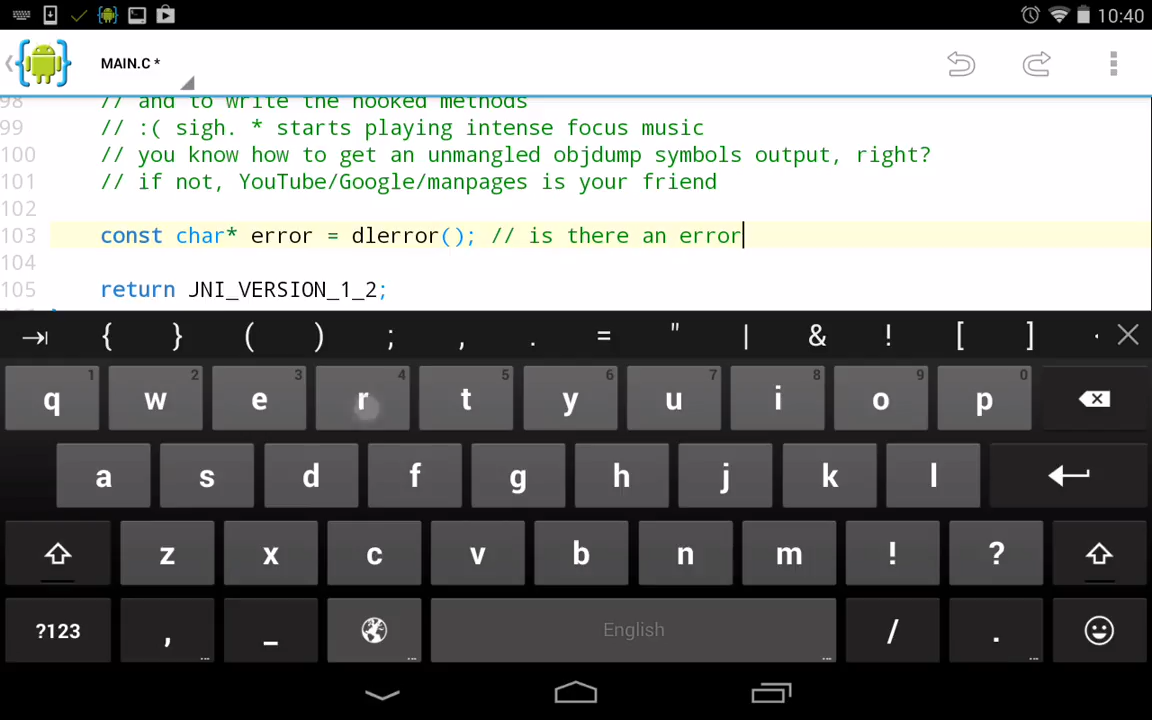 10:40
MAIN.C *
98 // and to write the hooked methods
99 // :( sigh. * starts playing intense focus music
100 // you know how to get an unmangled objdump symbols output, right?
101 // if not, YouTube/Google/manpages is your friend
102
103 const char* error = dlerror(); // is there an error
104
105 return JNI_VERSION_1_2;
{ } ( ) ; , . = " | & ! [ ]
q 1 w 2 e 3 r 4 t 5 y 6 u 7 i 8 o 9 p 0
a s d f g h j k l
z x c v b n m ! ?
?123 , _ English / .